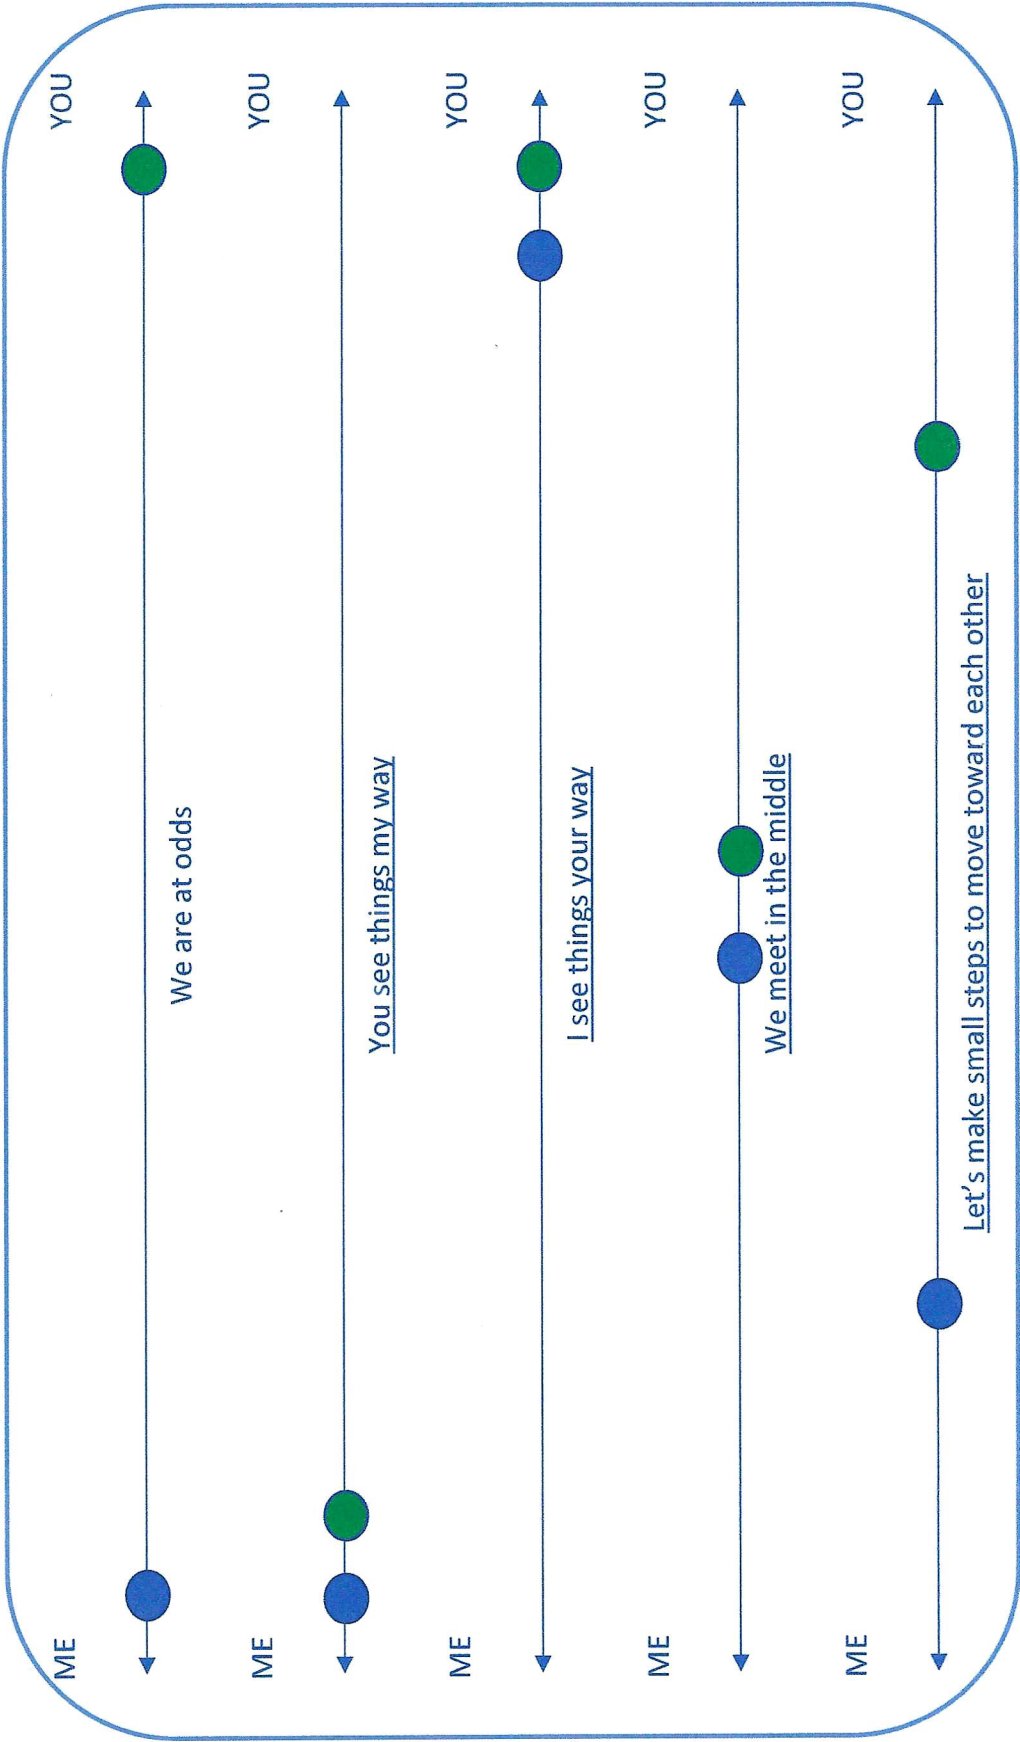 ME YOU
We are at odds
ME YOU
You see things my way
ME YOU
I see things your way
ME YOU
We meet in the middle
ME YOU
Let's make small steps to move toward each other